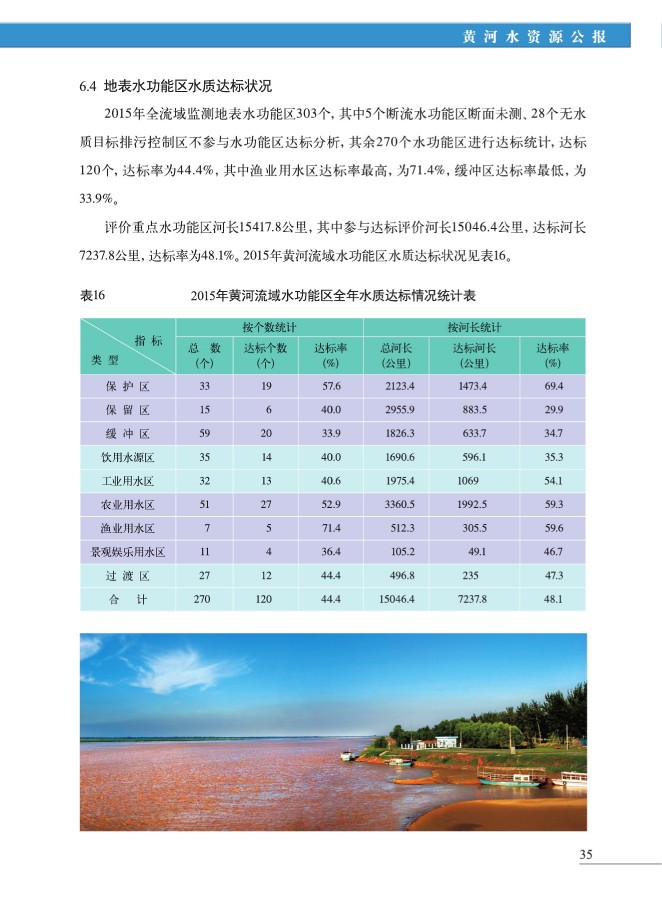 黄河水资源公报
6.4 地表水功能区水质达标状况
2015年全流域监测地表水功能区303个，其中5个断流水功能区断面未测、28个无水
质目标排污控制区不参与水功能区达标分析，其余270个水功能区进行达标统计，达标
120个，达标率为44.4%，其中渔业用水区达标率最高，为71.4%，缓冲区达标率最低，为
33.9%。
评价重点水功能区河长15417.8公里，其中参与达标评价河长15046.4公里，达标河长
7237.8公里，达标率为48.1%。2015年黄河流域水功能区水质达标状况见表16。
表16 2015年黄河流域水功能区全年水质达标情况统计表
指标 按个数统计 按河长统计
类型 总数 达标个数 达标率 总河长 达标河长 达标率
(个) (个) (%) (公里) (公里) (%)
保护区 33 19 57.6 2123.4 1473.4 69.4
保留区 15 6 40.0 2955.9 883.5 29.9
缓冲区 59 20 33.9 1826.3 633.7 34.7
饮用水源区 35 14 40.0 1690.6 596.1 35.3
工业用水区 32 13 40.6 1975.4 1069 54.1
农业用水区 51 27 52.9 3360.5 1992.5 59.3
渔业用水区 7 5 71.4 512.3 305.5 59.6
景观娱乐用水区 11 4 36.4 105.2 49.1 46.7
过渡区 27 12 44.4 496.8 235 47.3
合计 270 120 44.4 15046.4 7237.8 48.1
35